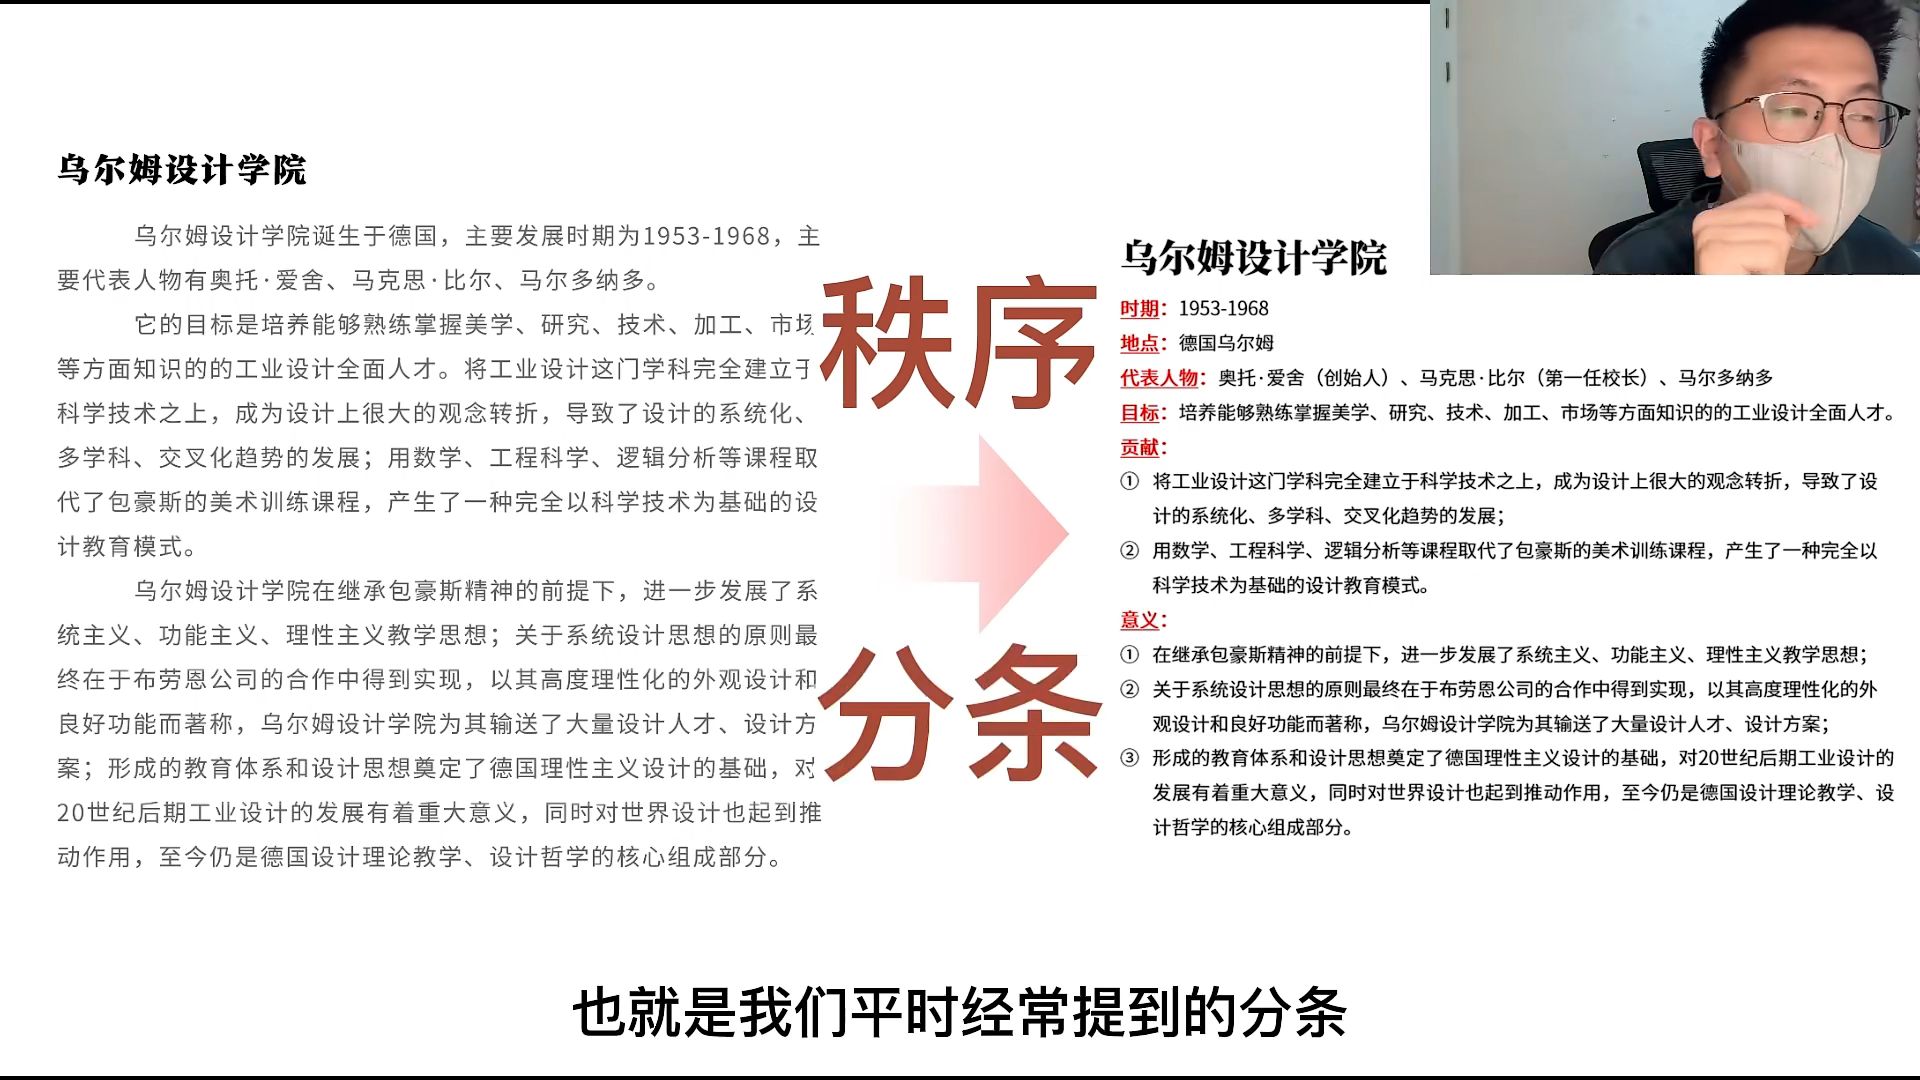 乌尔姆设计学院
乌尔姆设计学院诞生于德国，主要发展时期为1953-1968，主
要代表人物有奥托·爱舍、马克思·比尔、马尔多纳多。
它的目标是培养能够熟练掌握美学、研究、技术、加工、市场
等方面知识的的工业设计全面人才。将工业设计这门学科完全建立于
科学技术之上，成为设计上很大的观念转折，导致了设计的系统化、
多学科、交叉化趋势的发展；用数学、工程科学、逻辑分析等课程取
代了包豪斯的美术训练课程，产生了一种完全以科学技术为基础的设
计教育模式。
乌尔姆设计学院在继承包豪斯精神的前提下，进一步发展了系
统主义、功能主义、理性主义教学思想；关于系统设计思想的原则最
终在于布劳恩公司的合作中得到实现，以其高度理性化的外观设计和
良好功能而著称，乌尔姆设计学院为其输送了大量设计人才、设计方
案；形成的教育体系和设计思想奠定了德国理性主义设计的基础，对
20世纪后期工业设计的发展有着重大意义，同时对世界设计也起到推
动作用，至今仍是德国设计理论教学、设计哲学的核心组成部分。
秩序
分条
乌尔姆设计学院
时期：1953-1968
地点：德国乌尔姆
代表人物：奥托·爱舍（创始人）、马克思·比尔（第一任校长）、马尔多纳多
目标：培养能够熟练掌握美学、研究、技术、加工、市场等方面知识的的工业设计全面人才。
贡献：
① 将工业设计这门学科完全建立于科学技术之上，成为设计上很大的观念转折，导致了设
计的系统化、多学科、交叉化趋势的发展；
② 用数学、工程科学、逻辑分析等课程取代了包豪斯的美术训练课程，产生了一种完全以
科学技术为基础的设计教育模式。
意义：
① 在继承包豪斯精神的前提下，进一步发展了系统主义、功能主义、理性主义教学思想；
② 关于系统设计思想的原则最终在于布劳恩公司的合作中得到实现，以其高度理性化的外
观设计和良好功能而著称，乌尔姆设计学院为其输送了大量设计人才、设计方案；
③ 形成的教育体系和设计思想奠定了德国理性主义设计的基础，对20世纪后期工业设计的
发展有着重大意义，同时对世界设计也起到推动作用，至今仍是德国设计理论教学、设
计哲学的核心组成部分。
也就是我们平时经常提到的分条